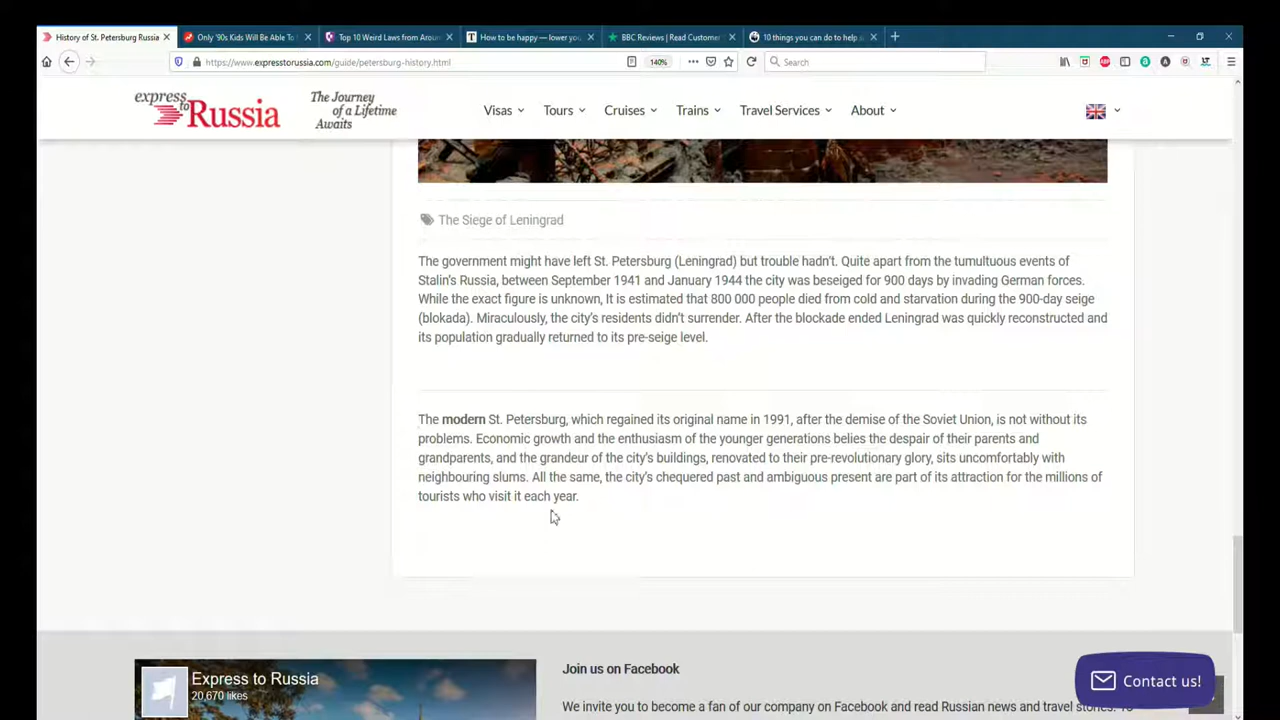 History of St. Petersburg Russia
Only '90s Kids Will Be Able To
Top 10 Weird Laws from Arou
How to be happy — lower you
BBC Reviews | Read Customer
10 things you can do to help
https://www.expresstorussia.com/guide/petersburg-history.html
140%
Search
express to Russia
The Journey of a Lifetime Awaits
Visas
Tours
Cruises
Trains
Travel Services
About
The Siege of Leningrad
The government might have left St. Petersburg (Leningrad) but trouble hadn't. Quite apart from the tumultuous events of
Stalin's Russia, between September 1941 and January 1944 the city was beseiged for 900 days by invading German forces.
While the exact figure is unknown, It is estimated that 800 000 people died from cold and starvation during the 900-day seige
(blokada). Miraculously, the city's residents didn't surrender. After the blockade ended Leningrad was quickly reconstructed and
its population gradually returned to its pre-seige level.
The modern St. Petersburg, which regained its original name in 1991, after the demise of the Soviet Union, is not without its
problems. Economic growth and the enthusiasm of the younger generations belies the despair of their parents and
grandparents, and the grandeur of the city's buildings, renovated to their pre-revolutionary glory, sits uncomfortably with
neighbouring slums. All the same, the city's chequered past and ambiguous present are part of its attraction for the millions of
tourists who visit it each year.
Express to Russia
20,670 likes
Join us on Facebook
We invite you to become a fan of our company on Facebook and read Russian news and travel stories.
Contact us!